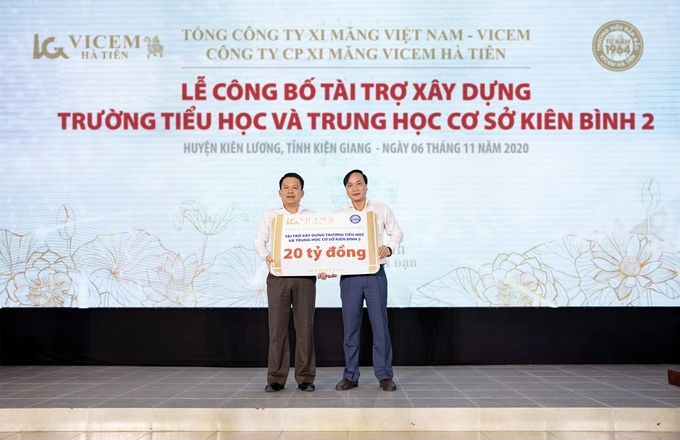 VICEM
HÀ TIÊN
TỔNG CÔNG TY XI MĂNG VIỆT NAM - VICEM
CÔNG TY CP XI MĂNG VICEM HÀ TIÊN
TỪ NĂM
1964
LỄ CÔNG BỐ TÀI TRỢ XÂY DỰNG
TRƯỜNG TIỂU HỌC VÀ TRUNG HỌC CƠ SỞ KIÊN BÌNH 2
HUYỆN KIÊN LƯƠNG, TỈNH KIÊN GIANG - NGÀY 06 THÁNG 11 NĂM 2020
VICEM
HÀ TIÊN
TÀI TRỢ XÂY DỰNG TRƯỜNG TIỂU HỌC
VÀ TRUNG HỌC CƠ SỞ KIÊN BÌNH 2
20 tỷ đồng